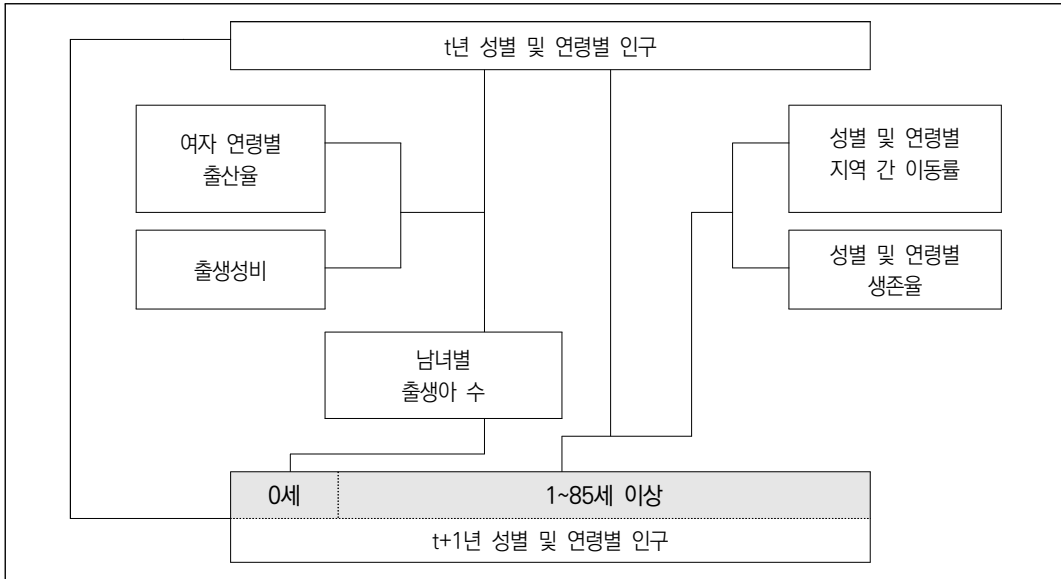 t년 성별 및 연령별 인구
여자 연령별
출산율
성별 및 연령별
지역 간 이동률
출생성비
성별 및 연령별
생존율
남녀별
출생아 수
0세
1~85세 이상
t+1년 성별 및 연령별 인구